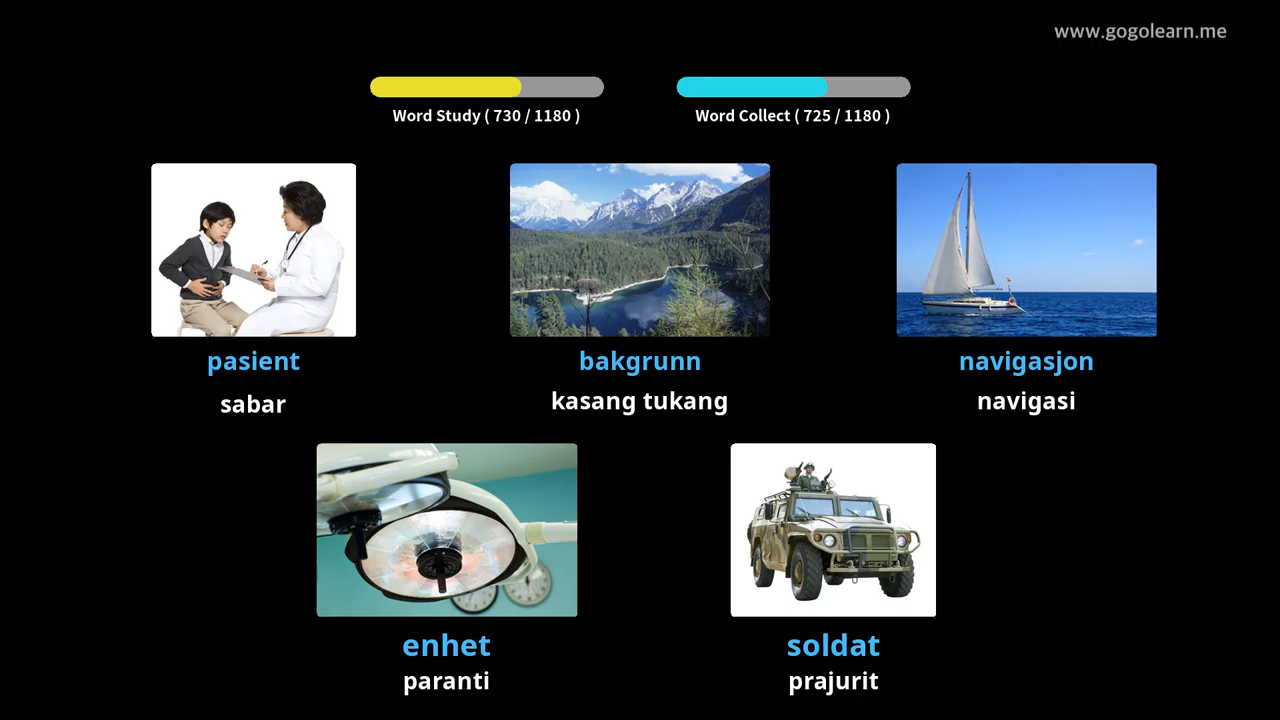 www.gogolearn.me
Word Study ( 730 / 1180 )
Word Collect ( 725 / 1180 )
pasient
sabar
bakgrunn
kasang tukang
navigasjon
navigasi
enhet
paranti
soldat
prajurit